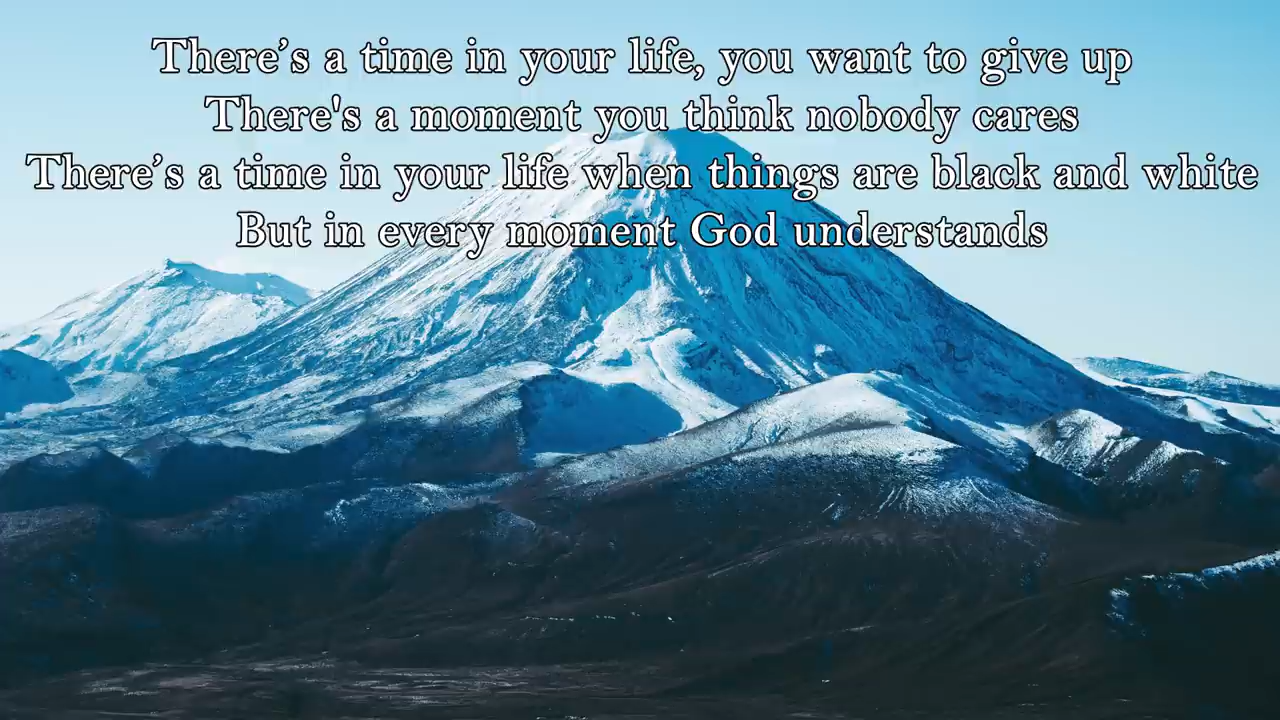 There’s a time in your life, you want to give up
There's a moment you think nobody cares
There’s a time in your life when things are black and white
But in every moment God understands